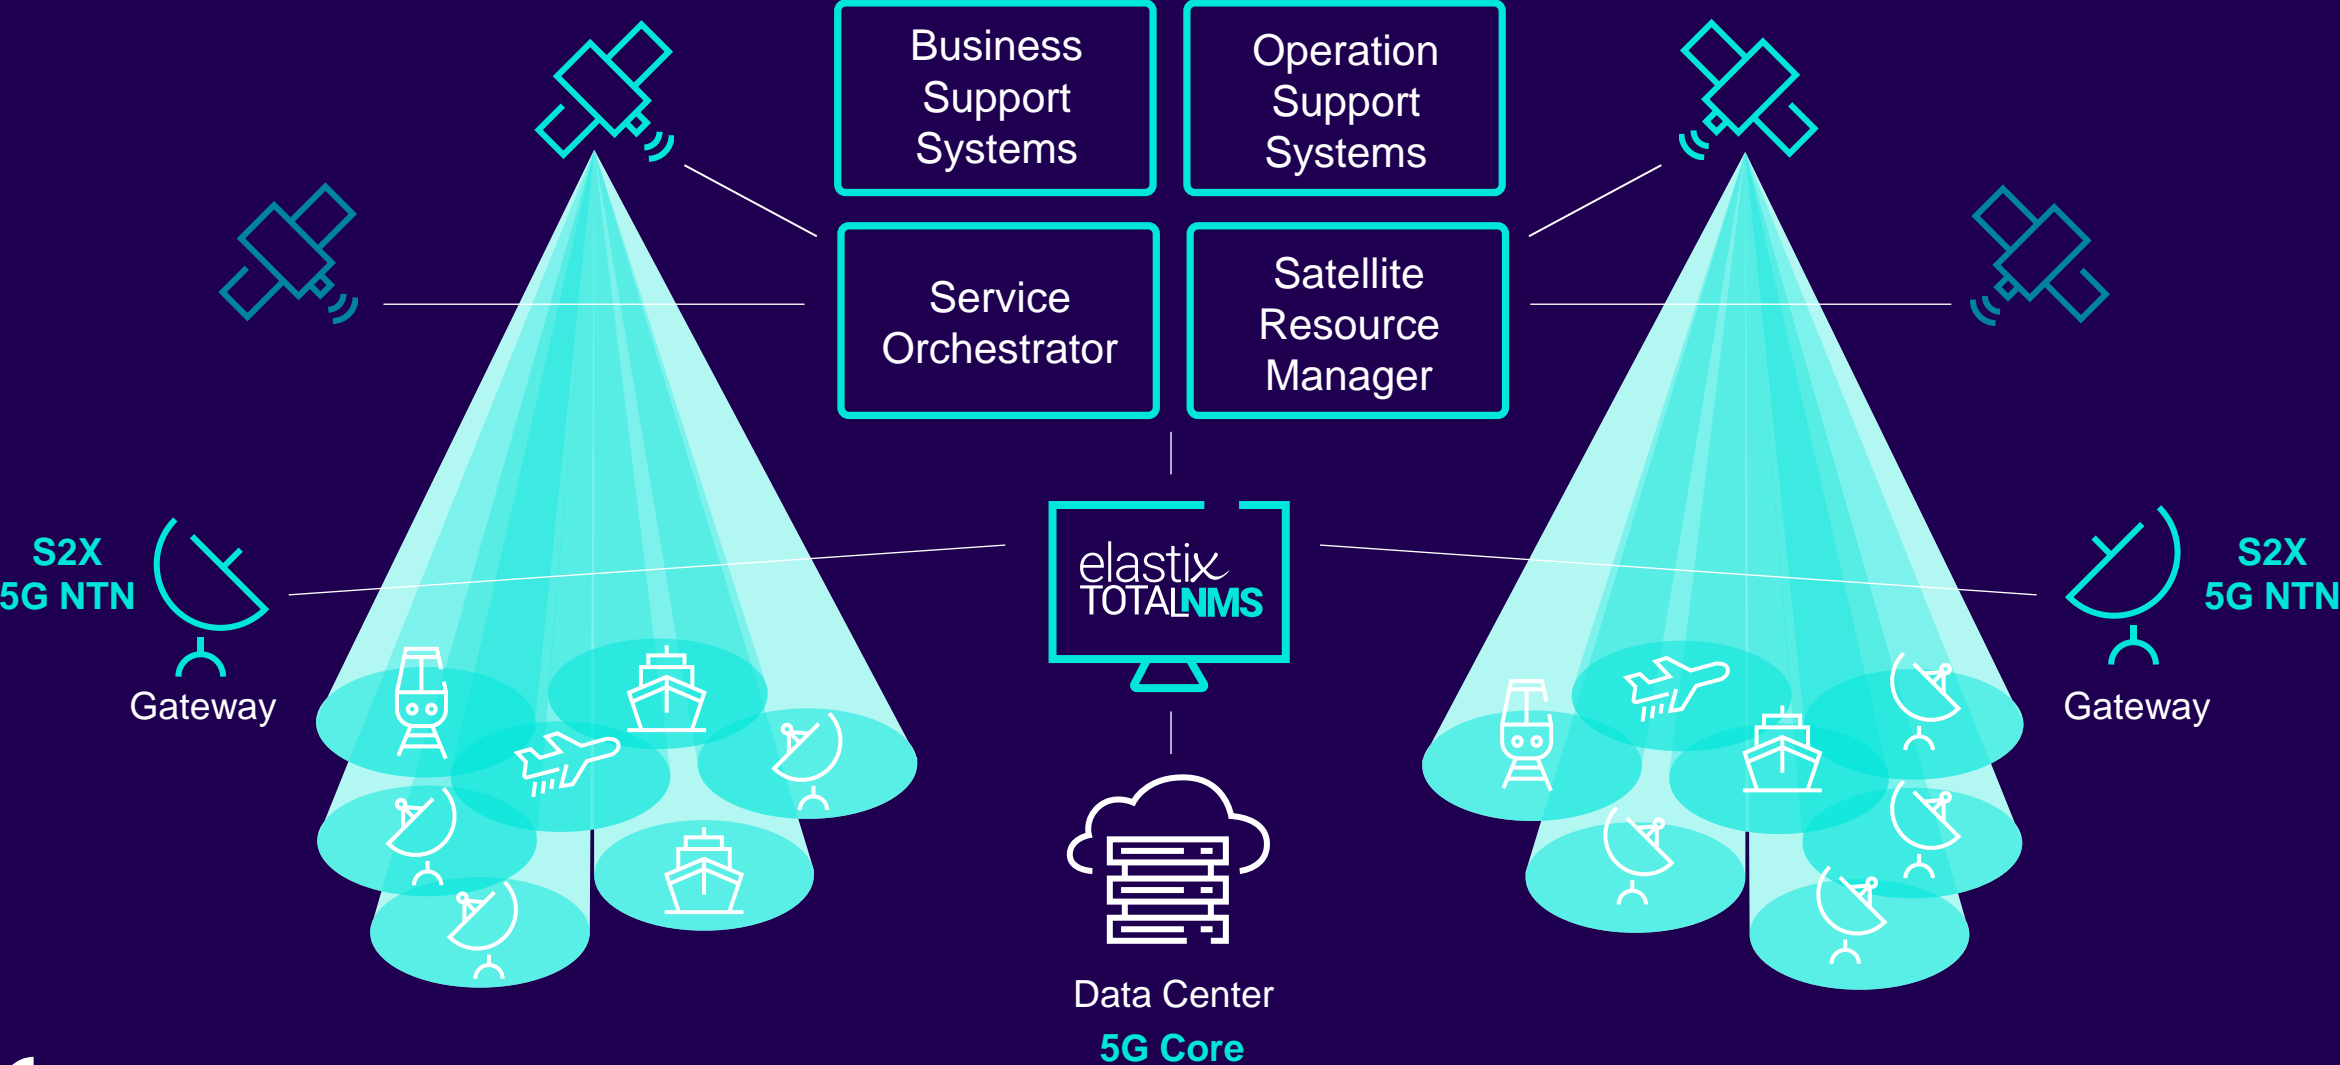 Business
Support
Systems
Operation
Support
Systems
Service
Orchestrator
Satellite
Resource
Manager
S2X
5G NTN
Gateway
elastix
TOTALNMS
S2X
5G NTN
Gateway
Data Center
5G Core